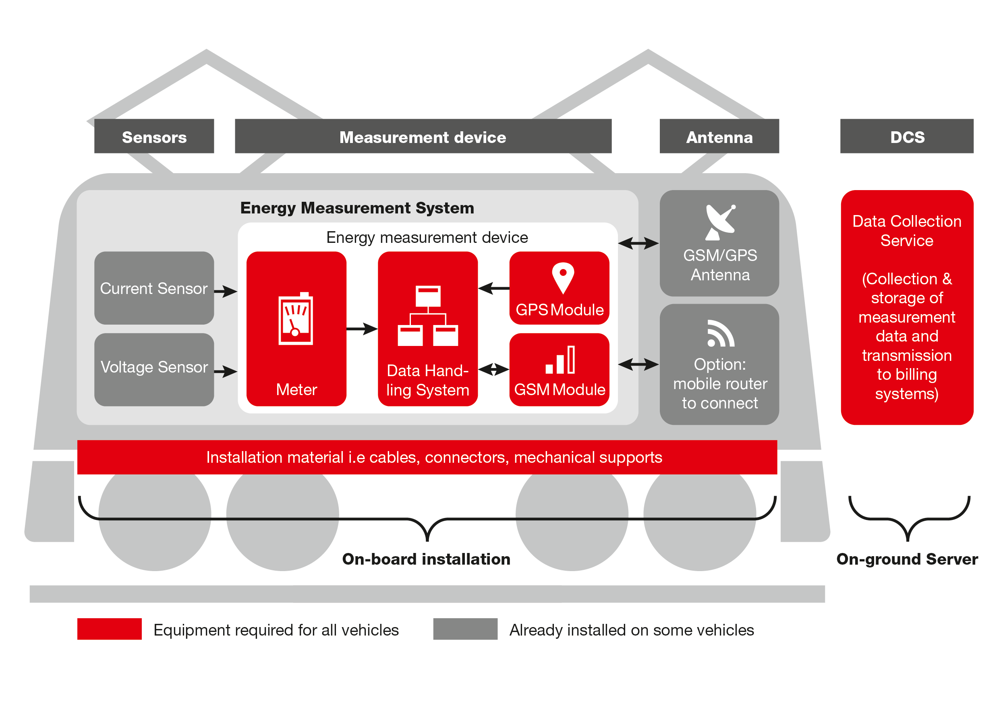 Sensors
Measurement device
Antenna
DCS
Energy Measurement System
Energy measurement device
Current Sensor
Voltage Sensor
Meter
Data Hand-
ling System
GPS Module
GSM Module
GSM/GPS
Antenna
Option:
mobile router
to connect
Data Collection
Service
(Collection &
storage of
measurement
data and
transmission
to billing
systems)
Installation material i.e cables, connectors, mechanical supports
On-board installation
On-ground Server
Equipment required for all vehicles
Already installed on some vehicles